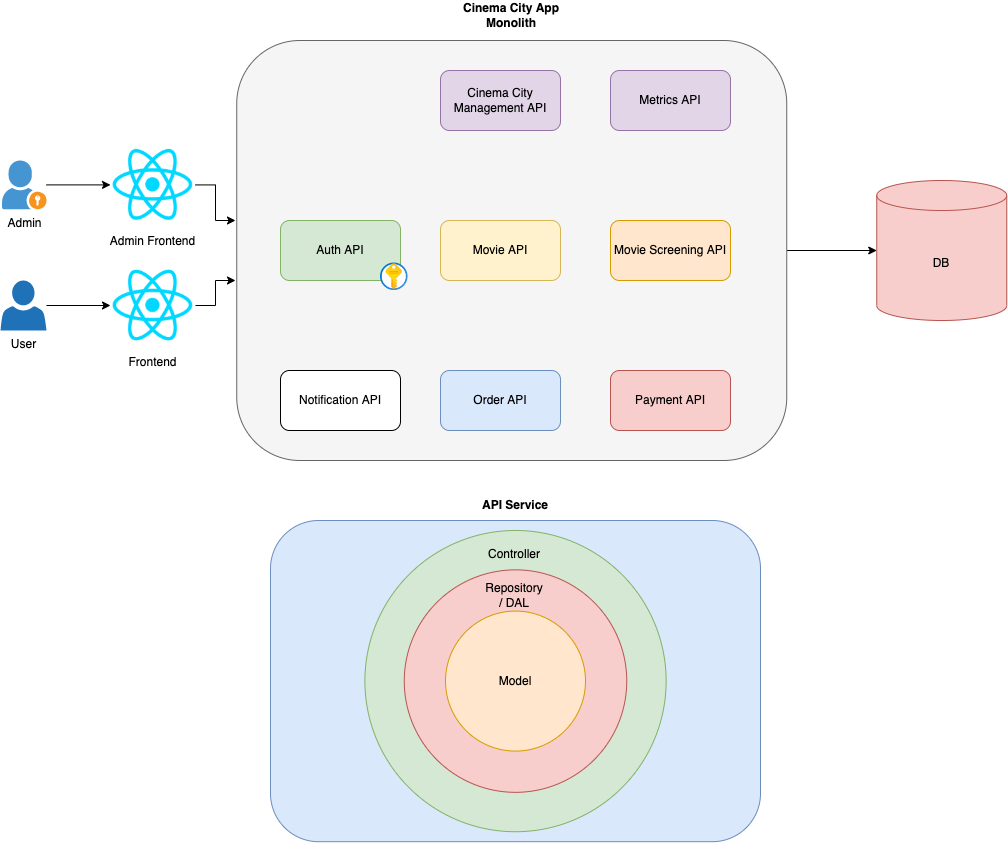 Cinema City App
Monolith
Cinema City
Management API
Metrics API
Admin
Admin Frontend
Auth API
Movie API
Movie Screening API
DB
User
Frontend
Notification API
Order API
Payment API
API Service
Controller
Repository
/ DAL
Model